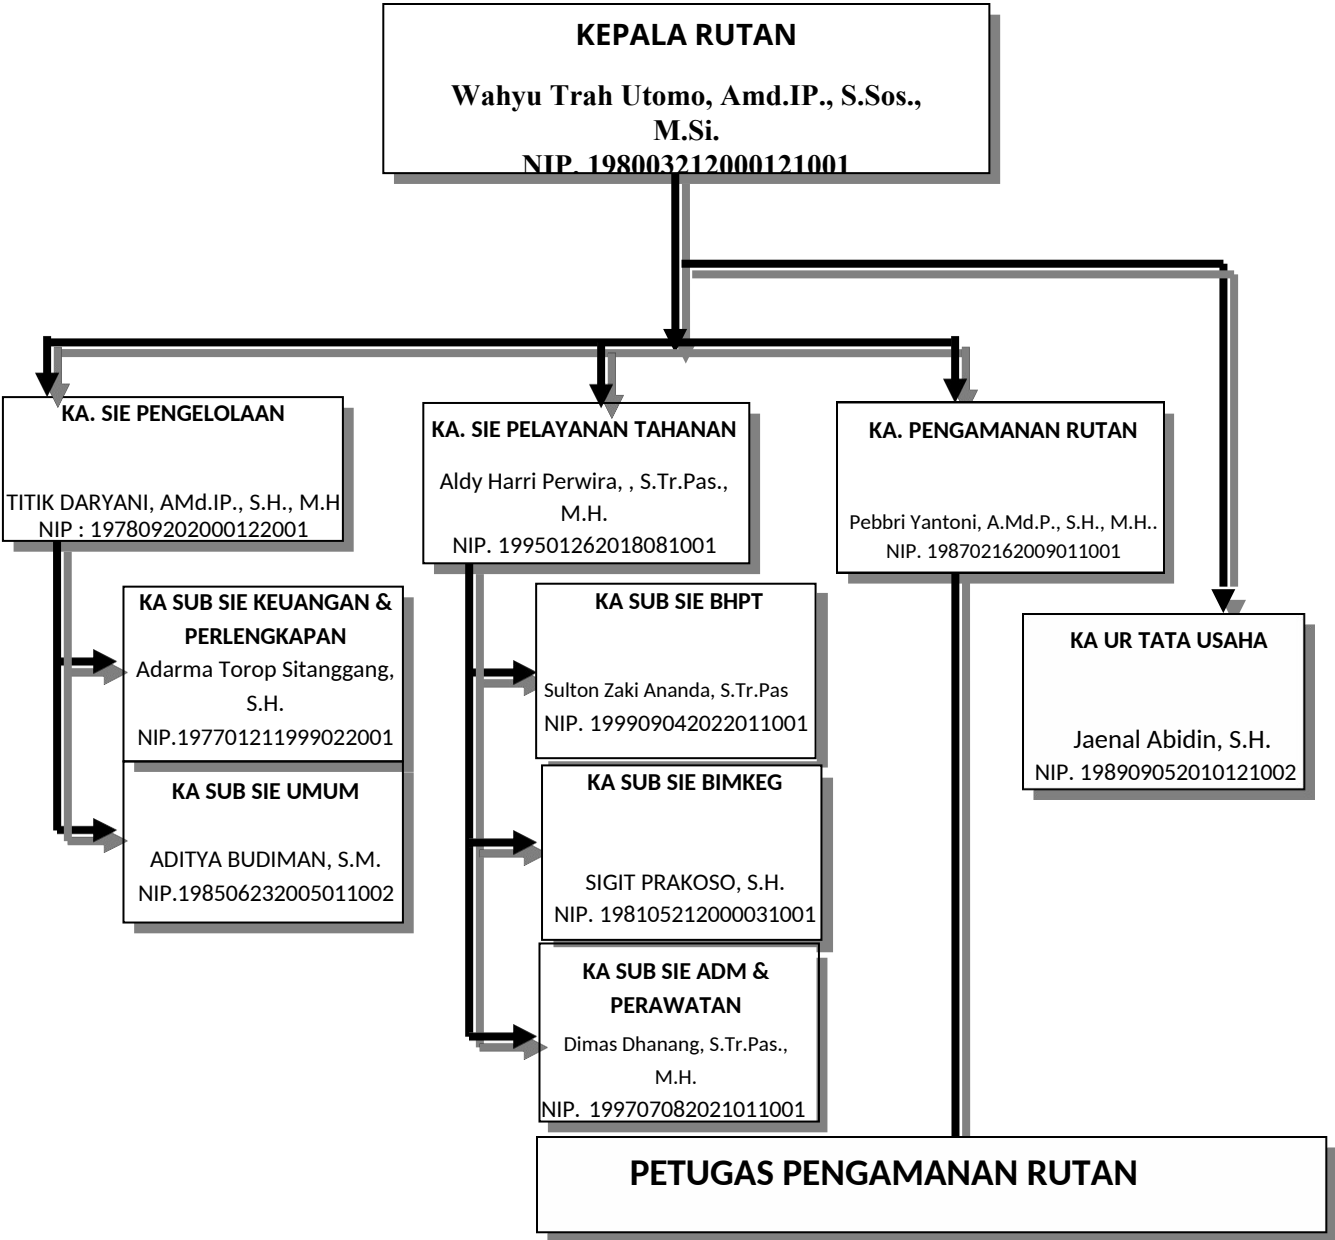 KEPALA RUTAN
Wahyu Trah Utomo, Amd.IP., S.Sos.,
M.Si.
NIP. 198003212000121001
KA. SIE PENGELOLAAN
TITIK DARYANI, AMd.IP., S.H., M.H
NIP : 197809202000122001
KA. SIE PELAYANAN TAHANAN
Aldy Harri Perwira, , S.Tr.Pas.,
M.H.
NIP. 199501262018081001
KA. PENGAMANAN RUTAN
Pebbri Yantoni, A.Md.P., S.H., M.H..
NIP. 198702162009011001
KA SUB SIE KEUANGAN &
PERLENGKAPAN
Adarma Torop Sitanggang,
S.H.
NIP.197701211999022001
KA SUB SIE UMUM
ADITYA BUDIMAN, S.M.
NIP.198506232005011002
KA SUB SIE BHPT
Sulton Zaki Ananda, S.Tr.Pas
NIP. 199909042022011001
KA SUB SIE BIMKEG
SIGIT PRAKOSO, S.H.
NIP. 198105212000031001
KA SUB SIE ADM &
PERAWATAN
Dimas Dhanang, S.Tr.Pas.,
M.H.
NIP. 199707082021011001
KA UR TATA USAHA
Jaenal Abidin, S.H.
NIP. 198909052010121002
PETUGAS PENGAMANAN RUTAN